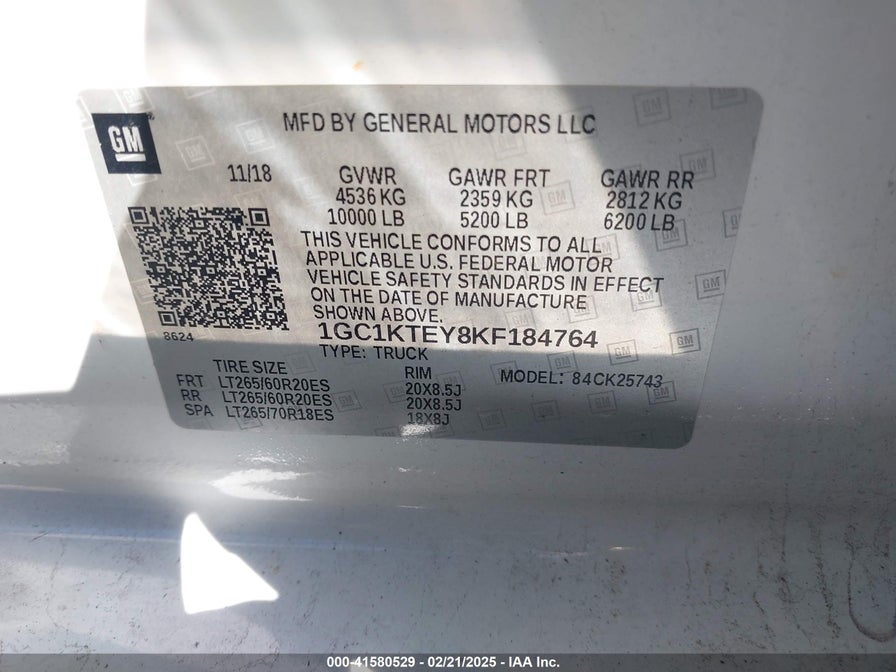 GM
MFD BY GENERAL MOTORS LLC
11/18 GVWR GAWR FRT GAWR RR
4536 KG 2359 KG 2812 KG
10000 LB 5200 LB 6200 LB
THIS VEHICLE CONFORMS TO ALL
APPLICABLE U.S. FEDERAL MOTOR
VEHICLE SAFETY STANDARDS IN EFFECT
ON THE DATE OF MANUFACTURE
SHOWN ABOVE.
8624 1GC1KTEY8KF184764
TYPE: TRUCK
TIRE SIZE RIM MODEL: 84CK25743
FRT LT265/60R20ES 20X8.5J
RR LT265/60R20ES 20X8.5J
SPA LT265/70R18ES 18X8J
000-41580529 - 02/21/2025 - IAA Inc.